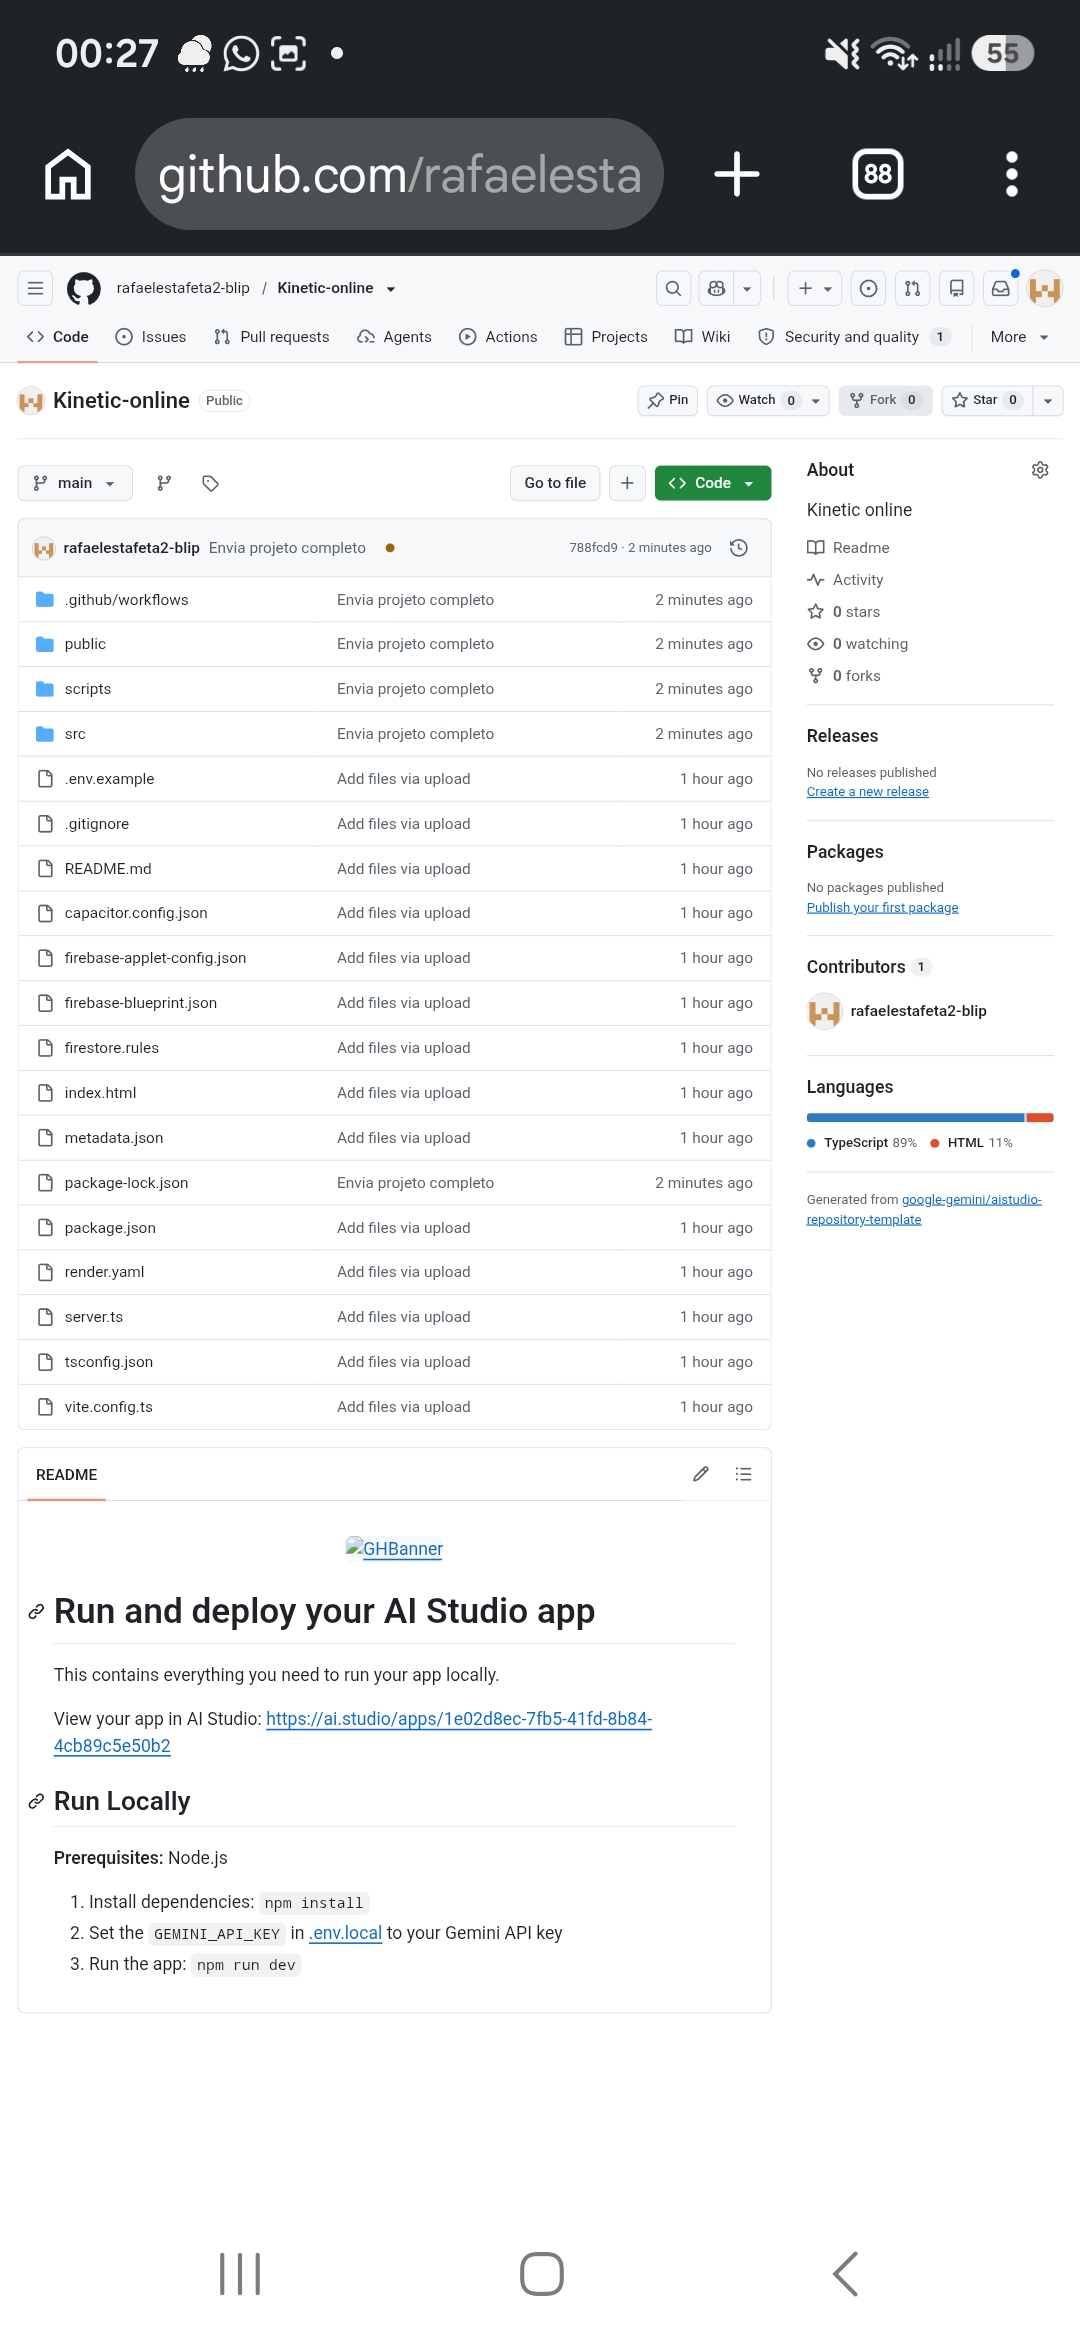 00:27
55
github.com/rafaelesta
88
rafaelestafeta2-blip / Kinetic-online
Code Issues Pull requests Agents Actions Projects Wiki Security and quality 1 More
Kinetic-online Public
Pin Watch 0 Fork 0 Star 0
main Go to file Code
rafaelestafeta2-blip Envia projeto completo 788fcd9 · 2 minutes ago
.github/workflows Envia projeto completo 2 minutes ago
public Envia projeto completo 2 minutes ago
scripts Envia projeto completo 2 minutes ago
src Envia projeto completo 2 minutes ago
.env.example Add files via upload 1 hour ago
.gitignore Add files via upload 1 hour ago
README.md Add files via upload 1 hour ago
capacitor.config.json Add files via upload 1 hour ago
firebase-applet-config.json Add files via upload 1 hour ago
firebase-blueprint.json Add files via upload 1 hour ago
firestore.rules Add files via upload 1 hour ago
index.html Add files via upload 1 hour ago
metadata.json Add files via upload 1 hour ago
package-lock.json Envia projeto completo 2 minutes ago
package.json Add files via upload 1 hour ago
render.yaml Add files via upload 1 hour ago
server.ts Add files via upload 1 hour ago
tsconfig.json Add files via upload 1 hour ago
vite.config.ts Add files via upload 1 hour ago
README
GHBanner
Run and deploy your AI Studio app
This contains everything you need to run your app locally.
View your app in AI Studio: https://ai.studio/apps/1e02d8ec-7fb5-41fd-8b84-
4cb89c5e50b2
Run Locally
Prerequisites: Node.js
1. Install dependencies: npm install
2. Set the GEMINI_API_KEY in .env.local to your Gemini API key
3. Run the app: npm run dev
About
Kinetic online
Readme
Activity
0 stars
0 watching
0 forks
Releases
No releases published
Create a new release
Packages
No packages published
Publish your first package
Contributors 1
rafaelestafeta2-blip
Languages
TypeScript 89% HTML 11%
Generated from google-gemini/aistudio-
repository-template